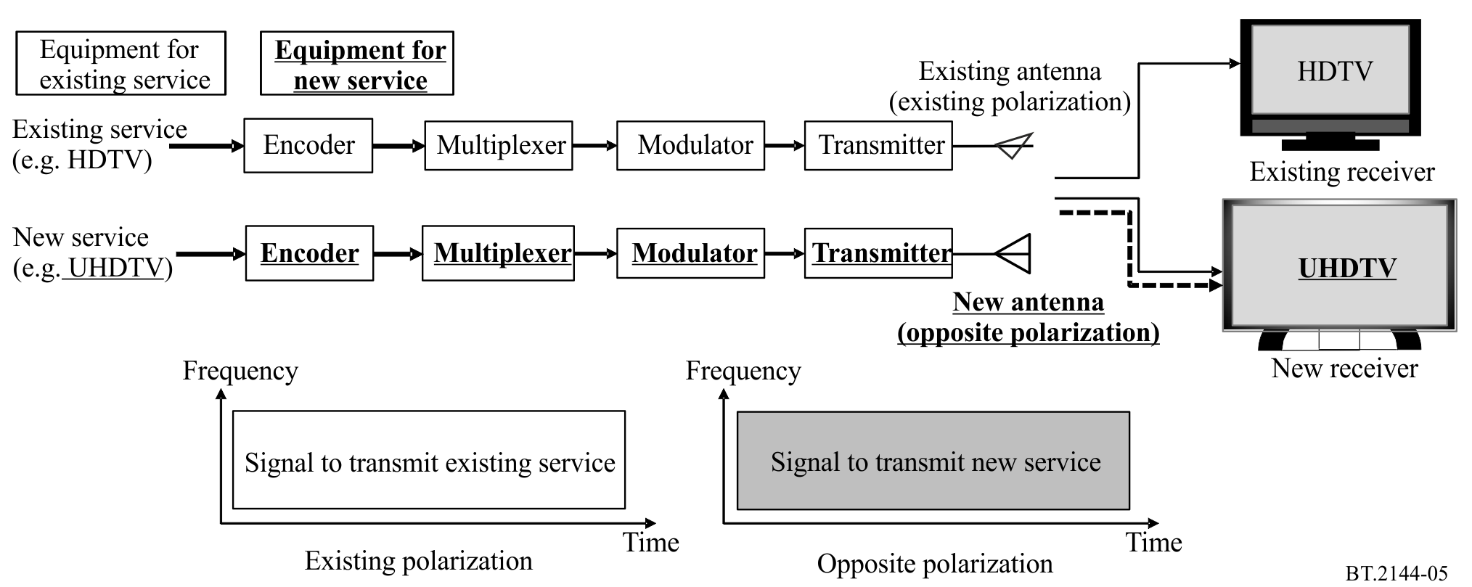 Equipment for
existing service
Equipment for
new service
Existing antenna
(existing polarization)
HDTV
Existing service
(e.g. HDTV)
Encoder
Multiplexer
Modulator
Transmitter
Existing receiver
New service
(e.g. UHDTV)
Encoder
Multiplexer
Modulator
Transmitter
UHDTV
New antenna
(opposite polarization)
New receiver
Frequency
Signal to transmit existing service
Time
Existing polarization
Frequency
Signal to transmit new service
Time
Opposite polarization
BT.2144-05